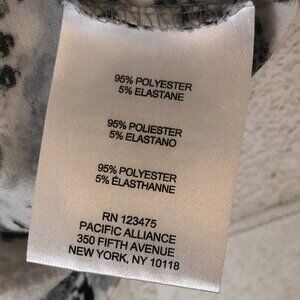 95% POLYESTER
5% ELASTANE
95% POLIESTER
5% ELASTANO
95% POLYESTER
5% ÉLASTHANNE
RN 123475
PACIFIC ALLIANCE
350 FIFTH AVENUE
NEW YORK, NY 10118